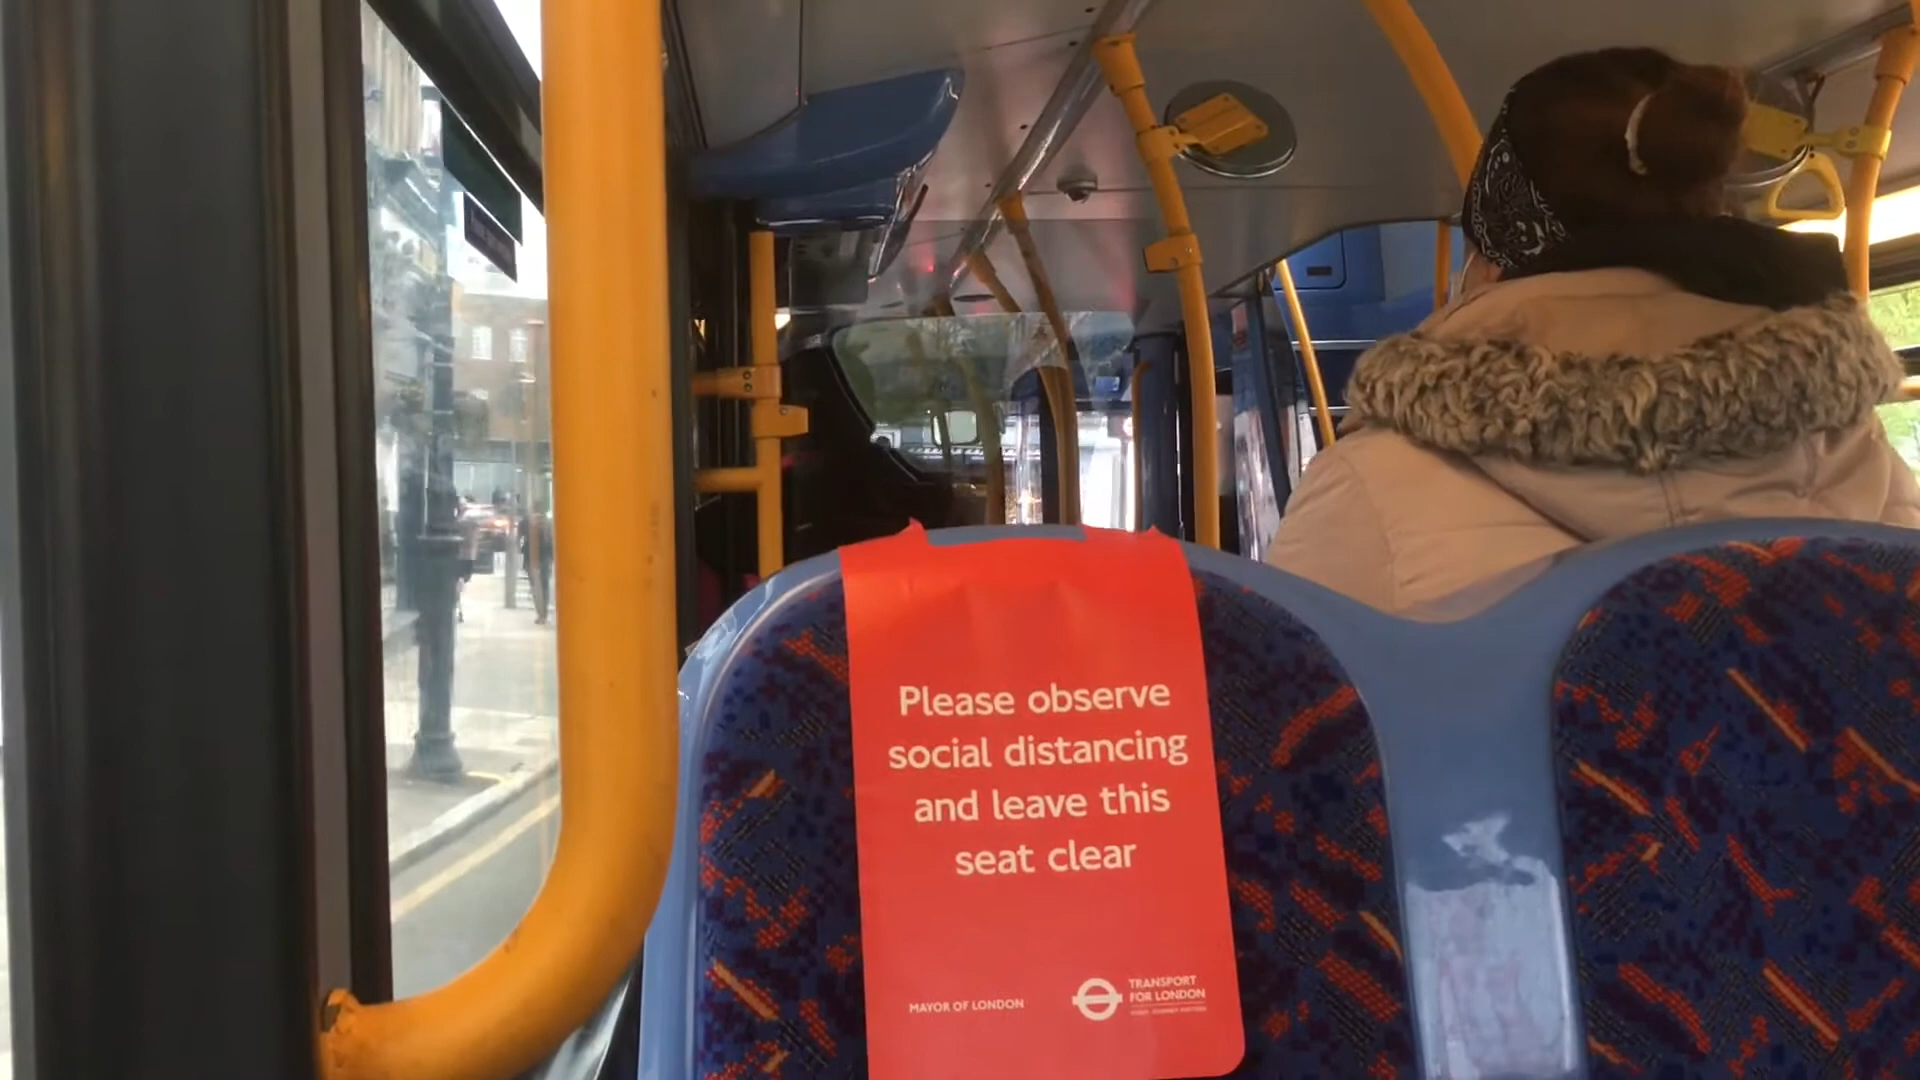 Please observe
social distancing
and leave this
seat clear
MAYOR OF LONDON
TRANSPORT
FOR LONDON